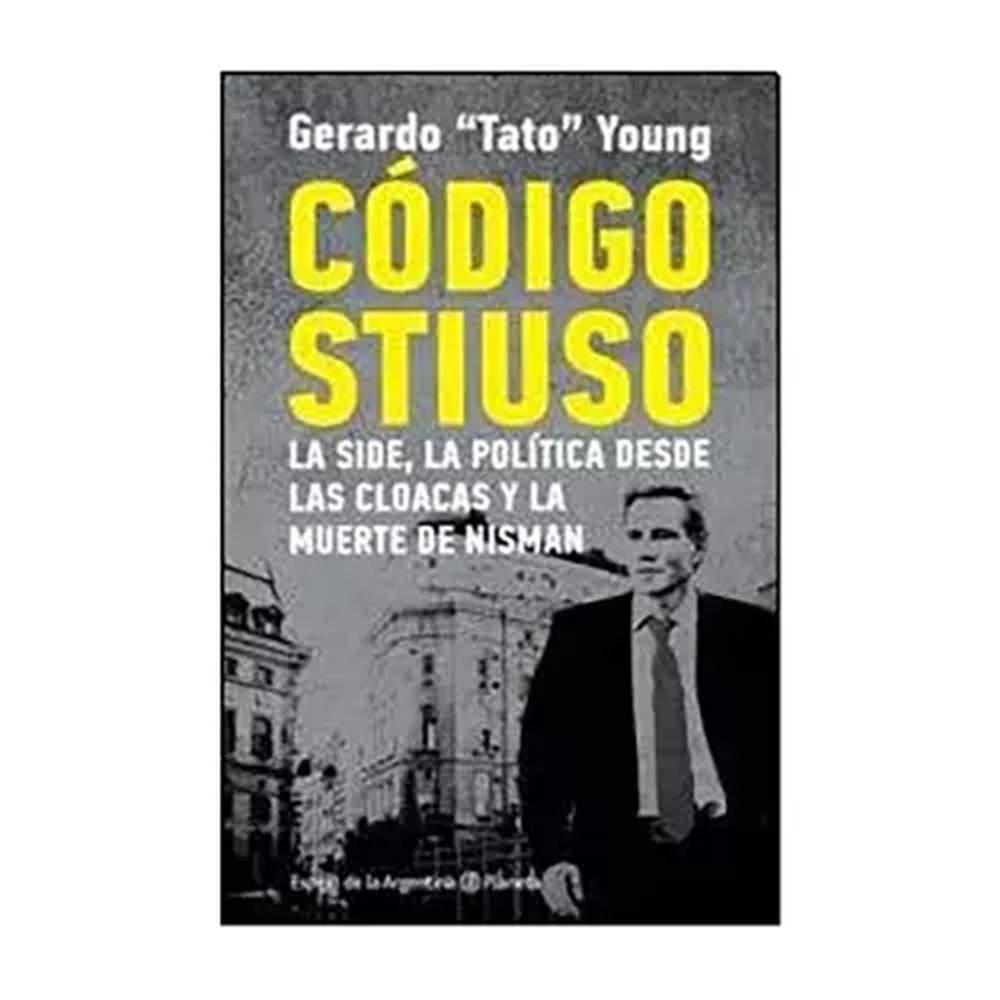 Gerardo “Tato” Young
CÓDIGO
STIUSO
LA SIDE, LA POLÍTICA DESDE
LAS CLOACAS Y LA
MUERTE DE NISMAN
Espejo de la Argentina Planeta